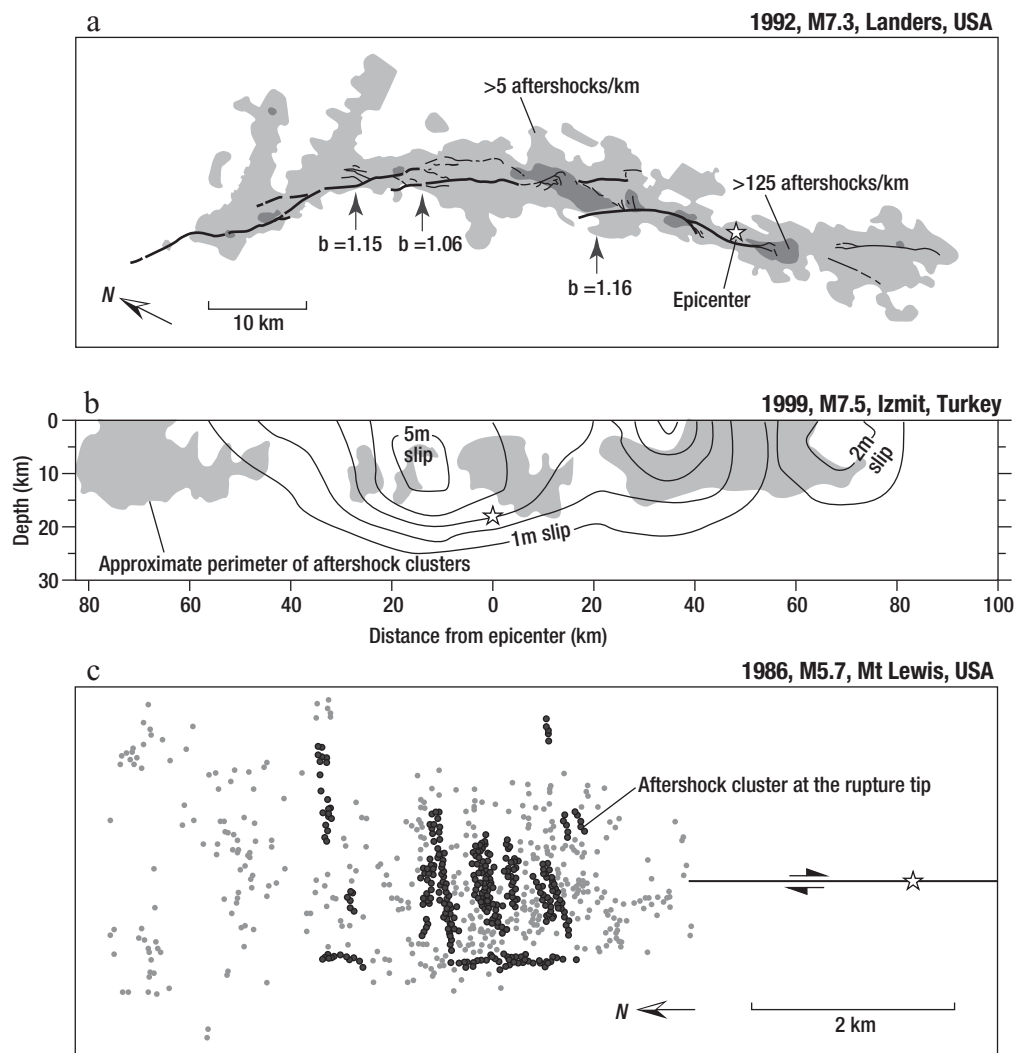 a
1992, M7.3, Landers, USA
>5 aftershocks/km
>125 aftershocks/km
b =1.15
b =1.06
b =1.16
Epicenter
N
10 km
b
1999, M7.5, Izmit, Turkey
0
10
20
30
Depth (km)
5m
slip
2m
slip
1m slip
Approximate perimeter of aftershock clusters
80
60
40
20
0
20
40
60
80
100
Distance from epicenter (km)
c
1986, M5.7, Mt Lewis, USA
Aftershock cluster at the rupture tip
N
2 km